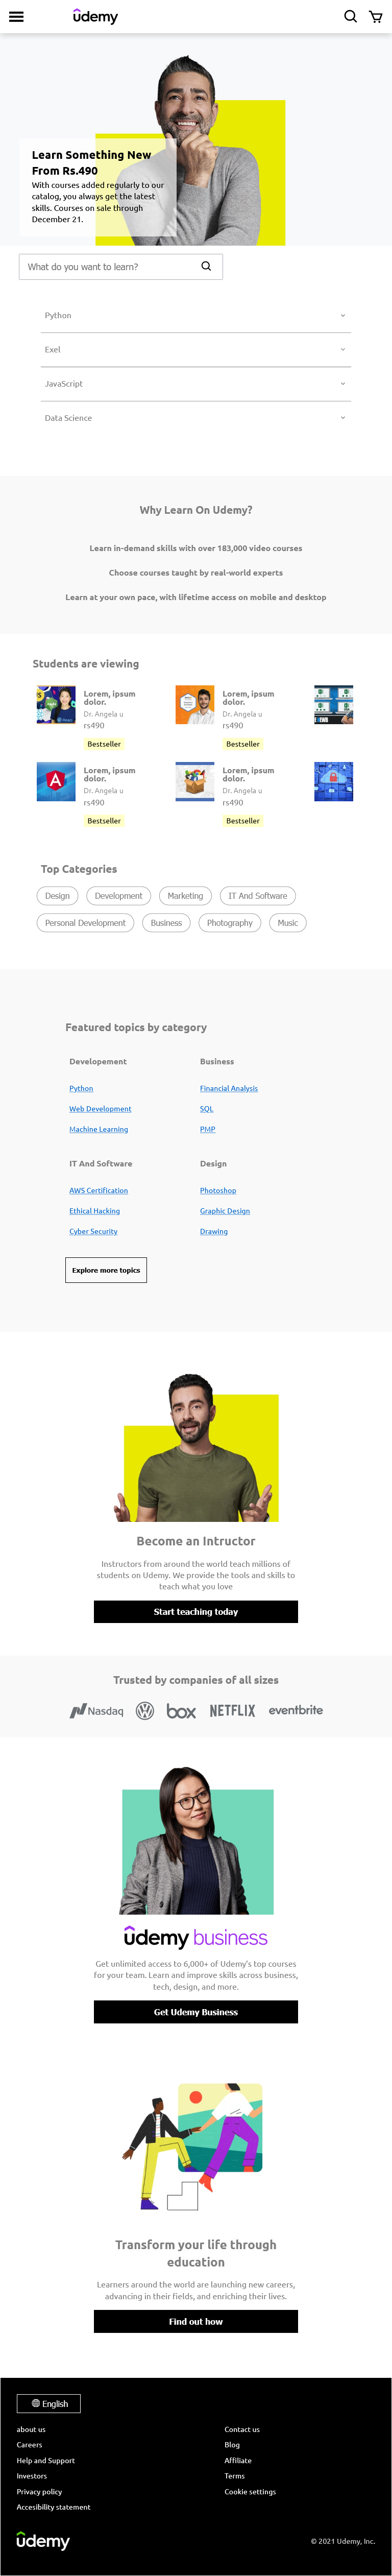 udemy
Learn Something New
From Rs.490
With courses added regularly to our
catalog, you always get the latest
skills. Courses on sale through
December 21.
What do you want to learn?
Python
Exel
JavaScript
Data Science
Why Learn On Udemy?
Learn in-demand skills with over 183,000 video courses
Choose courses taught by real-world experts
Learn at your own pace, with lifetime access on mobile and desktop
Students are viewing
Lorem, ipsum
dolor.
Dr. Angela u
rs490
Bestseller
Lorem, ipsum
dolor.
Dr. Angela u
rs490
Bestseller
Lorem, ipsum
dolor.
Dr. Angela u
rs490
Bestseller
Lorem, ipsum
dolor.
Dr. Angela u
rs490
Bestseller
Top Categories
Design
Development
Marketing
IT And Software
Personal Development
Business
Photography
Music
Featured topics by category
Developement
Python
Web Development
Machine Learning
Business
Financial Analysis
SQL
PMP
IT And Software
AWS Certification
Ethical Hacking
Cyber Security
Design
Photoshop
Graphic Design
Drawing
Explore more topics
Become an Intructor
Instructors from around the world teach millions of
students on Udemy. We provide the tools and skills to
teach what you love
Start teaching today
Trusted by companies of all sizes
Nasdaq
box
NETFLIX
eventbrite
udemy business
Get unlimited access to 6,000+ of Udemy's top courses
for your team. Learn and improve skills across business,
tech, design, and more.
Get Udemy Business
Transform your life through
education
Learners around the world are launching new careers,
advancing in their fields, and enriching their lives.
Find out how
English
about us
Careers
Help and Support
Investors
Privacy policy
Accesibility statement
Contact us
Blog
Affiliate
Terms
Cookie settings
udemy
© 2021 Udemy, Inc.